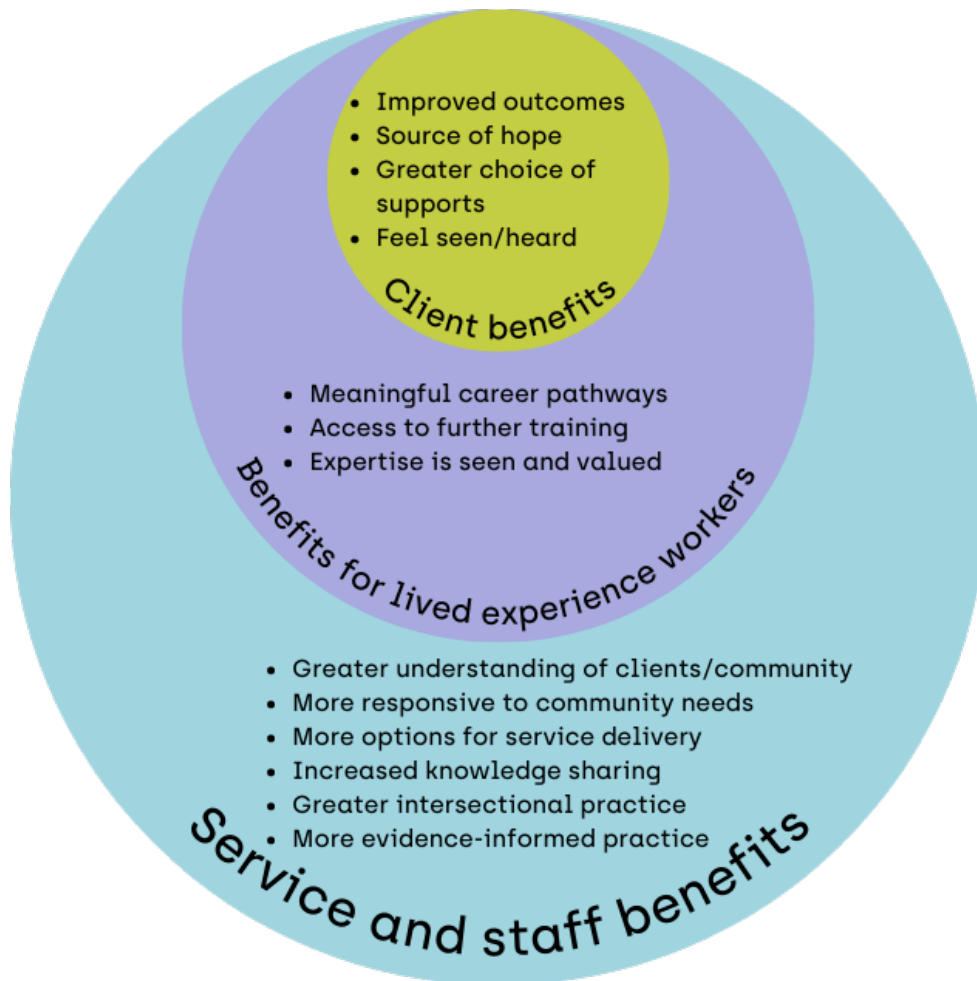 • Improved outcomes
• Source of hope
• Greater choice of
supports
• Feel seen/heard
Client benefits
• Meaningful career pathways
• Access to further training
• Expertise is seen and valued
Benefits for lived experience workers
• Greater understanding of clients/community
• More responsive to community needs
• More options for service delivery
• Increased knowledge sharing
• Greater intersectional practice
• More evidence-informed practice
Service and staff benefits